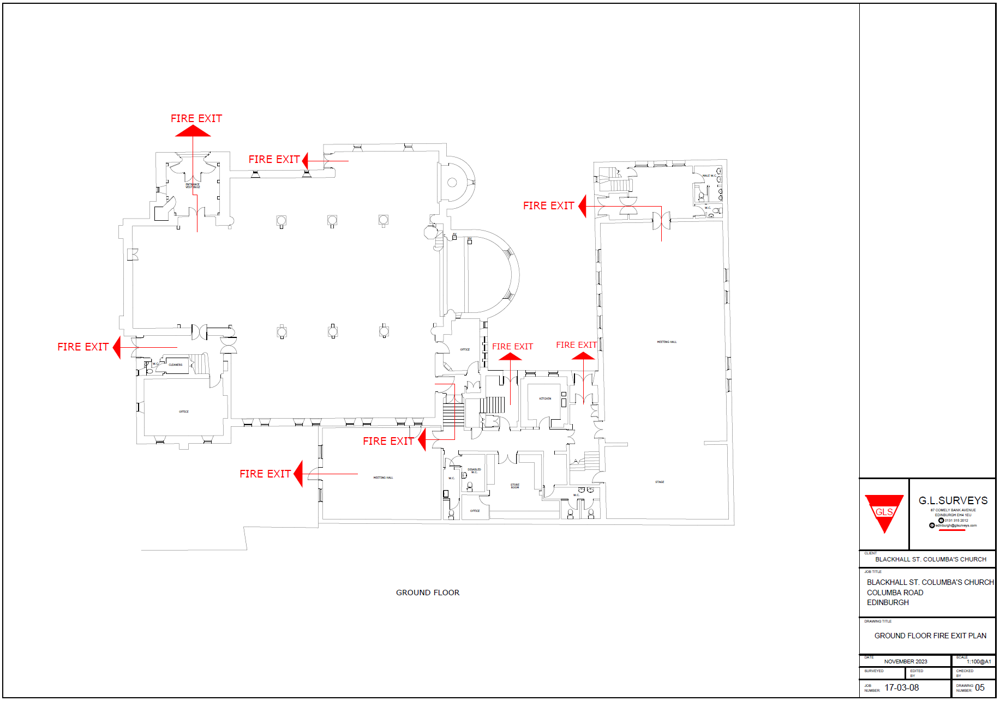 FIRE EXIT
FIRE EXIT
ENTRANCE
VESTIBULE
MALE W.C.
FIRE EXIT
W.C.
AV
AV
FIRE EXIT
OFFICE
FIRE EXIT
FIRE EXIT
MEETING HALL
W.C.
CLEANERS
KITCHEN
OFFICE
FIRE EXIT
FIRE EXIT
MEETING HALL
DISABLED
W.C.
W.C.
STORE
ROOM
STAGE
W.C.
OFFICE
GROUND FLOOR
GLS
G.L.SURVEYS
87 COMELY BANK AVENUE
EDINBURGH EH4 1EU
0131 315 2012
edinburgh@glsurveys.com
CLIENT
BLACKHALL ST. COLUMBA'S CHURCH
JOB TITLE
BLACKHALL ST. COLUMBA'S CHURCH
COLUMBA ROAD
EDINBURGH
DRAWING TITLE
GROUND FLOOR FIRE EXIT PLAN
DATE
NOVEMBER 2023
SCALE
1:100@A1
SURVEYED
EDITED
BY
CHECKED
BY
JOB
NUMBER:
17-03-08
DRAWING
NUMBER:
05